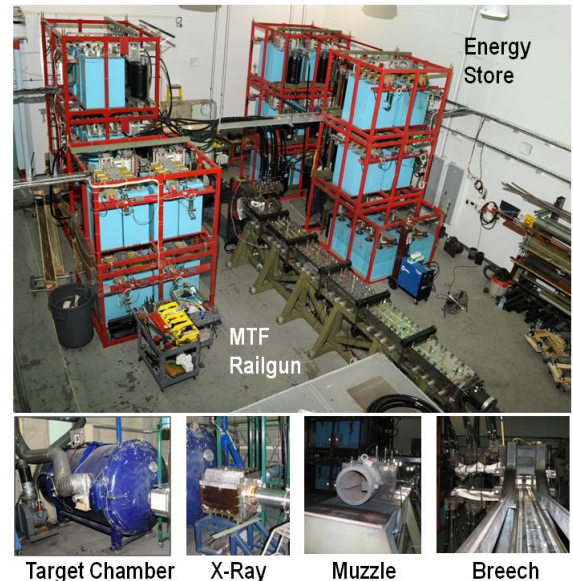 Energy
Store
MTF
Railgun
Target Chamber
X-Ray
Muzzle
Breech